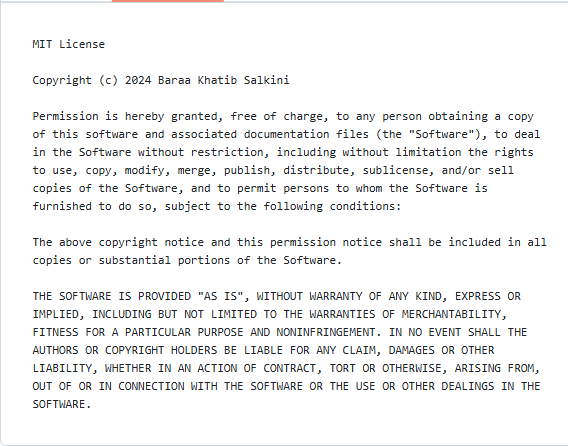 MIT License
Copyright (c) 2024 Baraa Khatib Salkini
Permission is hereby granted, free of charge, to any person obtaining a copy
of this software and associated documentation files (the "Software"), to deal
in the Software without restriction, including without limitation the rights
to use, copy, modify, merge, publish, distribute, sublicense, and/or sell
copies of the Software, and to permit persons to whom the Software is
furnished to do so, subject to the following conditions:
The above copyright notice and this permission notice shall be included in all
copies or substantial portions of the Software.
THE SOFTWARE IS PROVIDED "AS IS", WITHOUT WARRANTY OF ANY KIND, EXPRESS OR
IMPLIED, INCLUDING BUT NOT LIMITED TO THE WARRANTIES OF MERCHANTABILITY,
FITNESS FOR A PARTICULAR PURPOSE AND NONINFRINGEMENT. IN NO EVENT SHALL THE
AUTHORS OR COPYRIGHT HOLDERS BE LIABLE FOR ANY CLAIM, DAMAGES OR OTHER
LIABILITY, WHETHER IN AN ACTION OF CONTRACT, TORT OR OTHERWISE, ARISING FROM,
OUT OF OR IN CONNECTION WITH THE SOFTWARE OR THE USE OR OTHER DEALINGS IN THE
SOFTWARE.